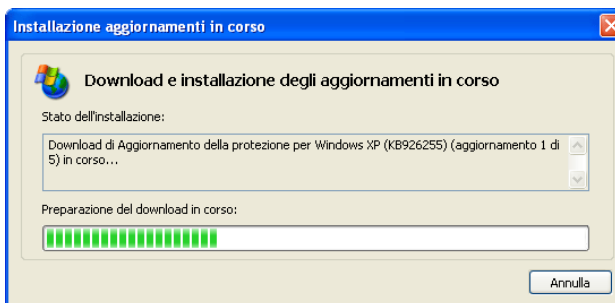 Installazione aggiornamenti in corso
Download e installazione degli aggiornamenti in corso
Stato dell'installazione:
Download di Aggiornamento della protezione per Windows XP (KB926255) (aggiornamento 1 di
5) in corso...
Preparazione del download in corso:
Annulla